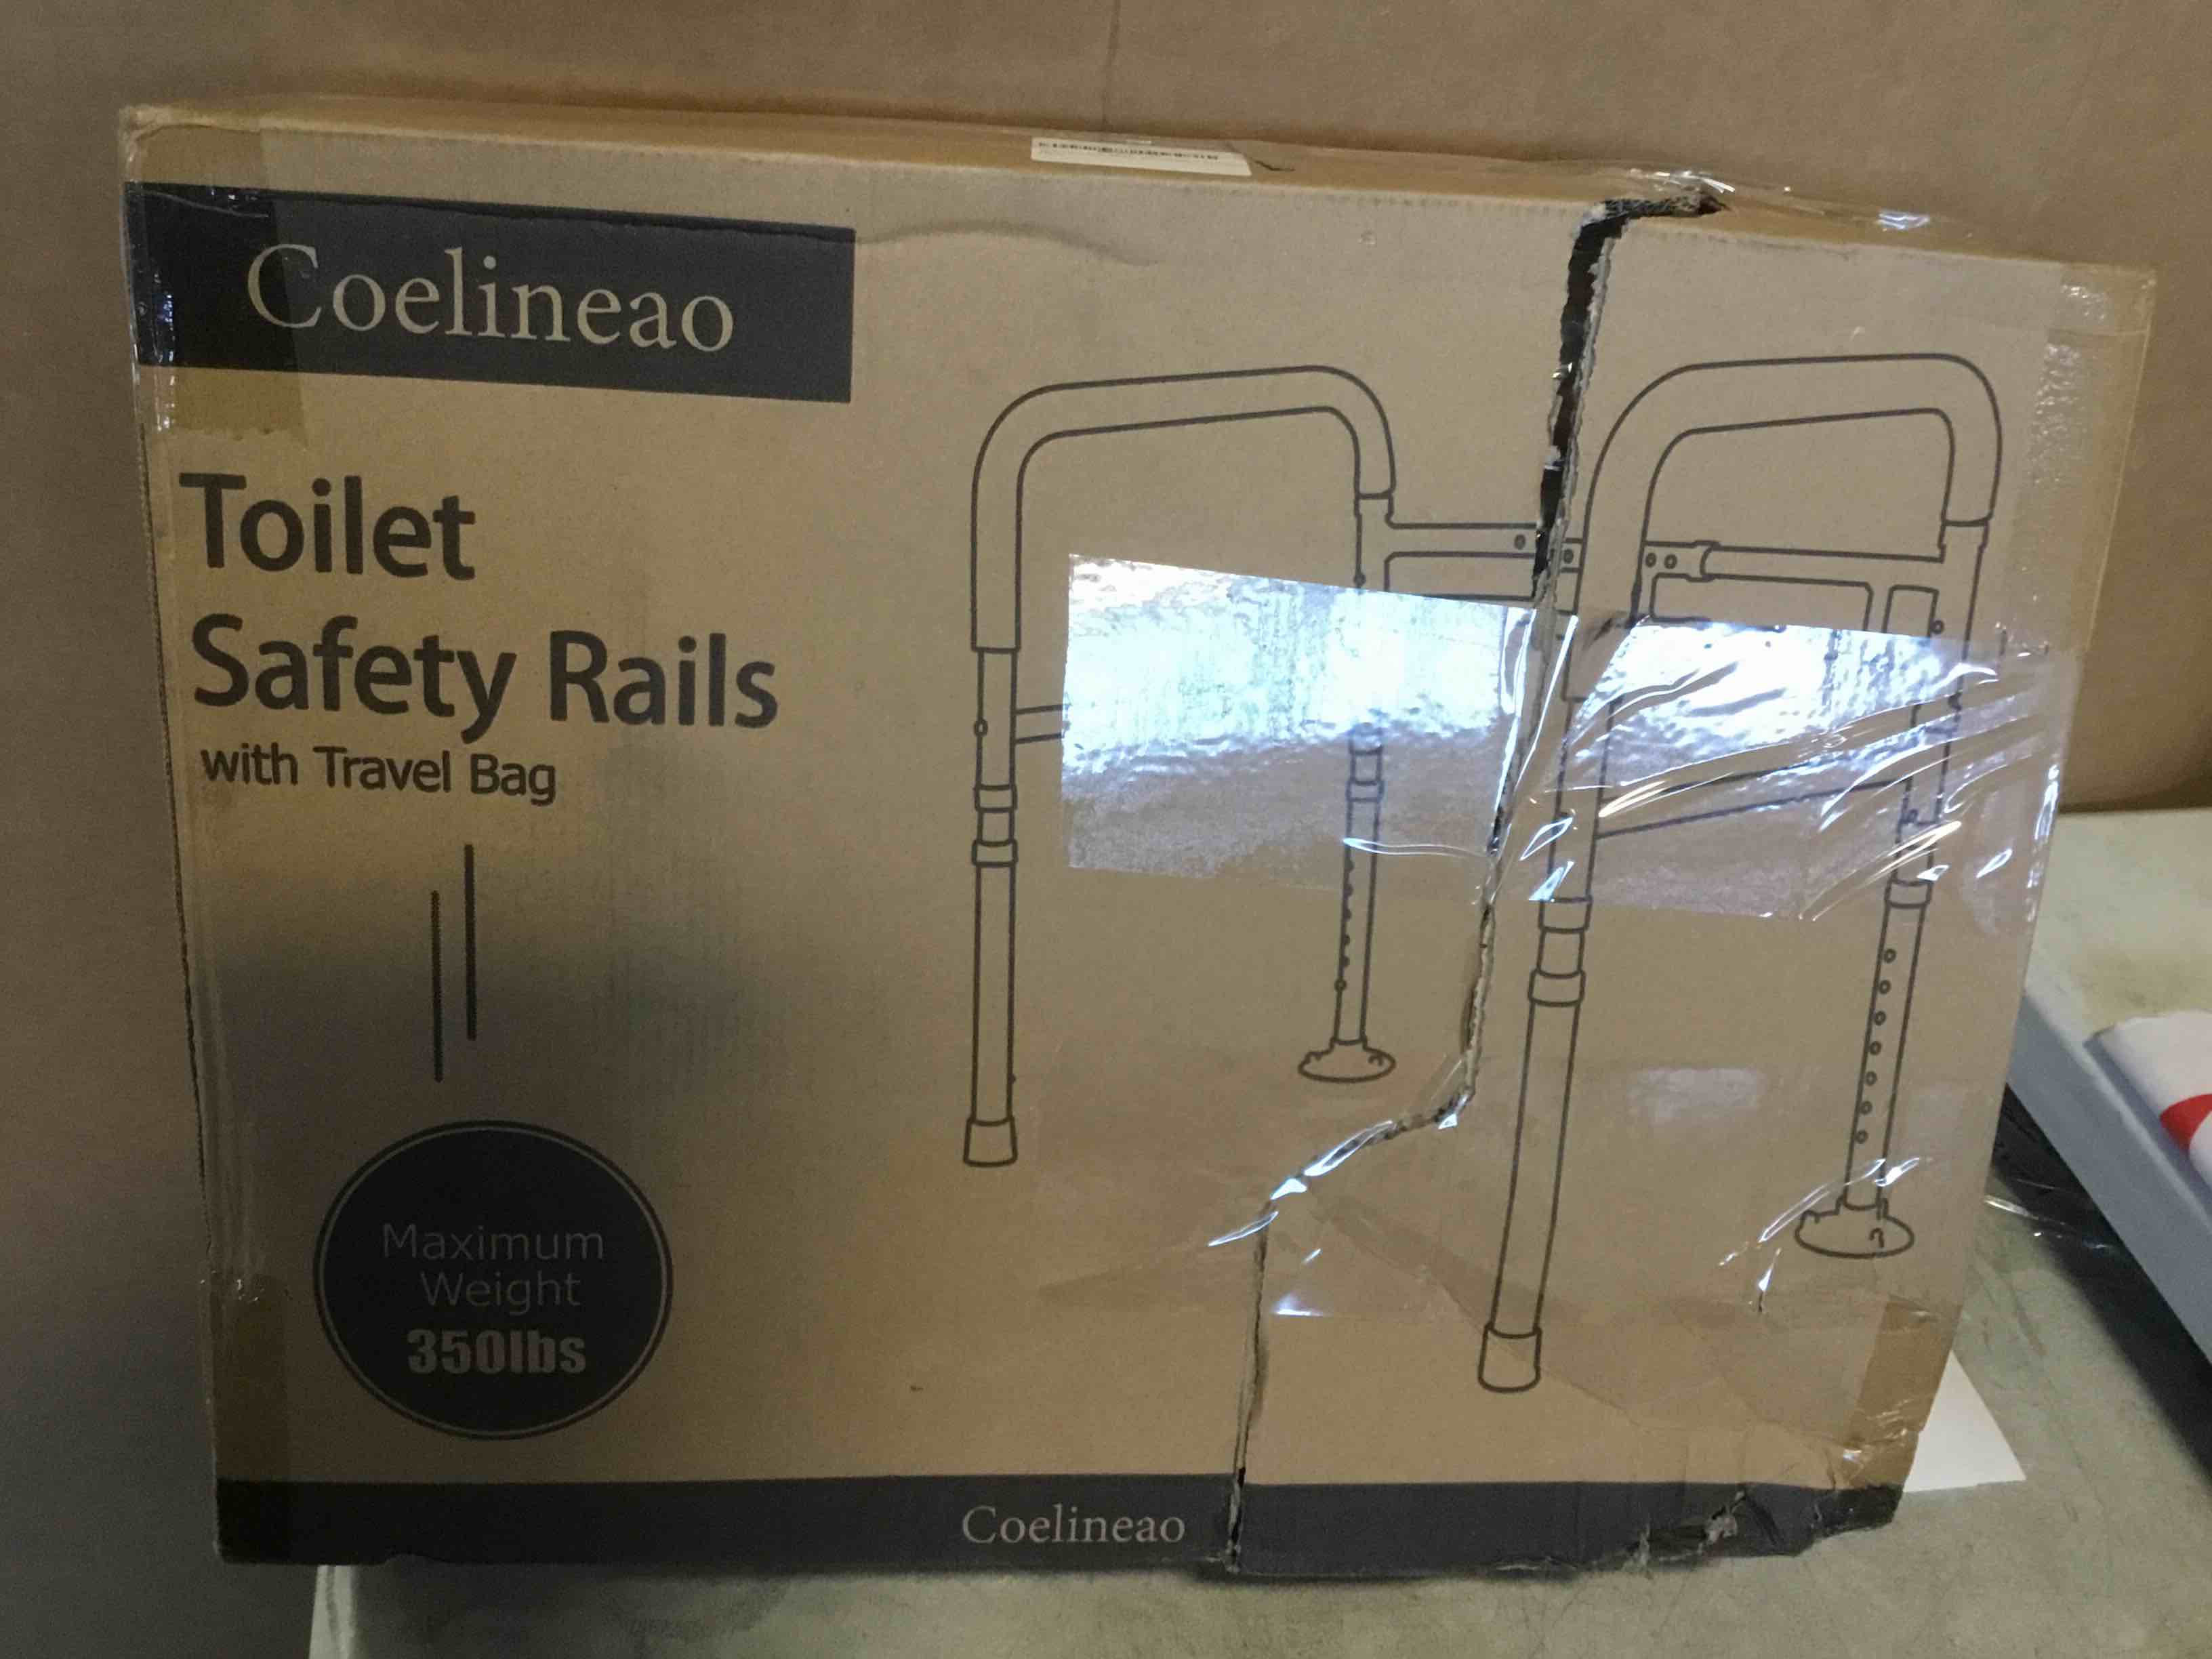 Coelineao
Toilet
Safety Rails
with Travel Bag
Maximum
Weight
350lbs
Coelineao